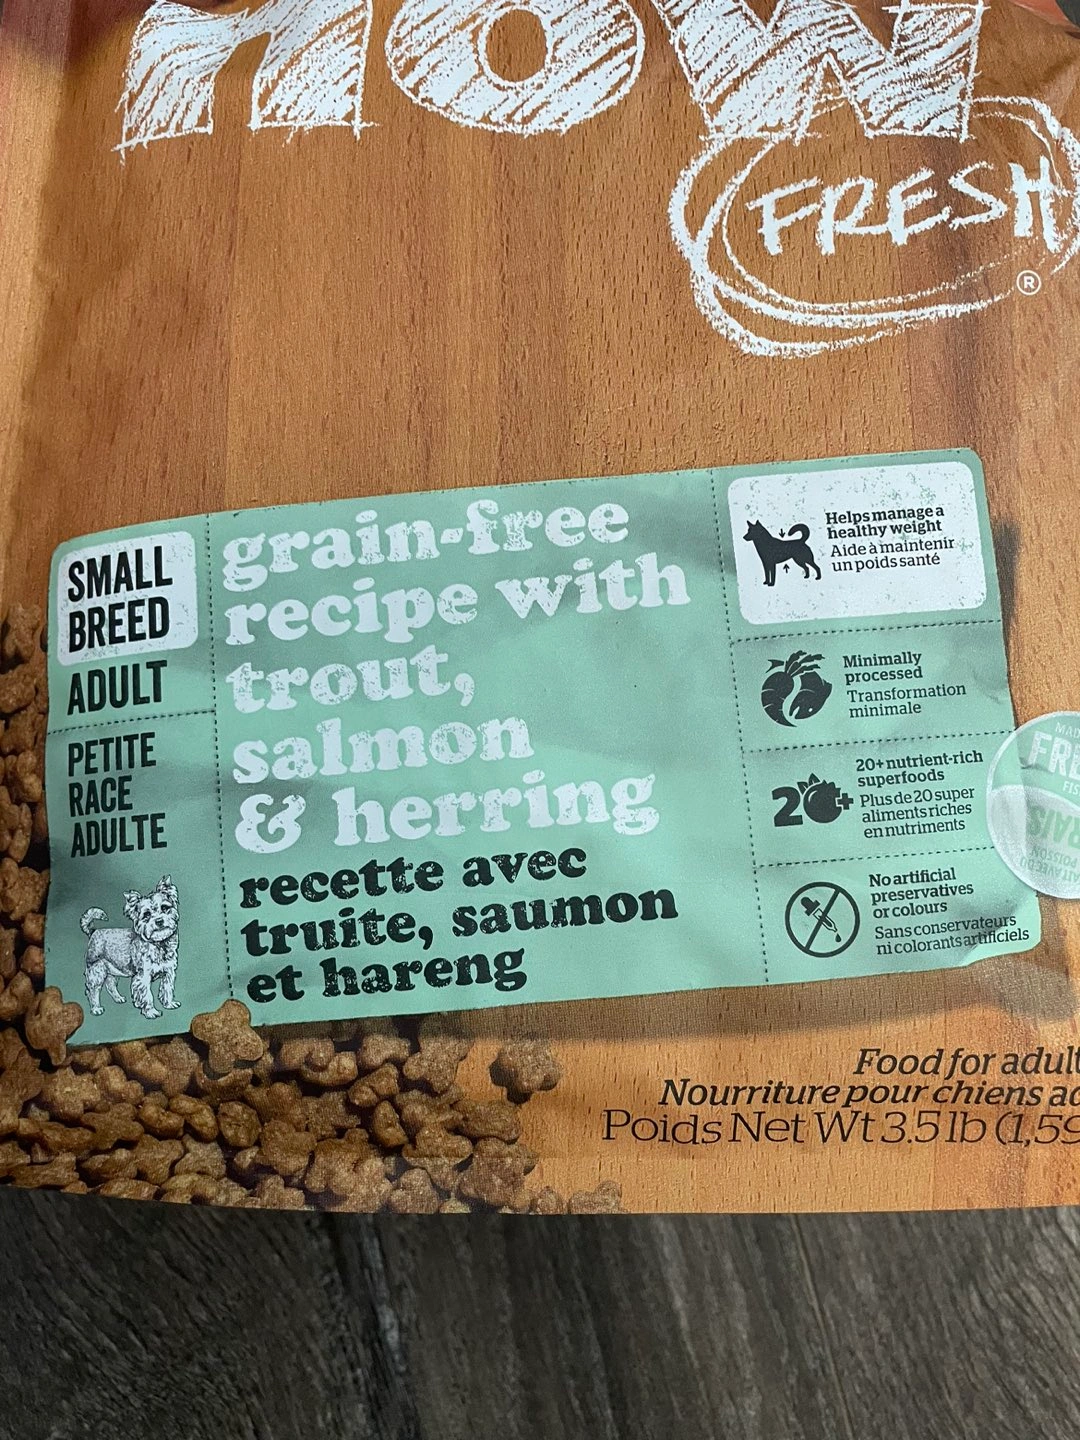 now
FRESH
®
SMALL
BREED
ADULT
PETITE
RACE
ADULTE
grain-free
recipe with
trout,
salmon
& herring
recette avec
truite, saumon
et hareng
Helps manage a
healthy weight
Aide à maintenir
un poids santé
Minimally
processed
Transformation
minimale
20+
20+ nutrient-rich
superfoods
Plus de 20 super
aliments riches
en nutriments
No artificial
preservatives
or colours
Sans conservateurs
ni colorants artificiels
Food for adult
Nourriture pour chiens ad
Poids Net Wt 3.5 lb (1,59